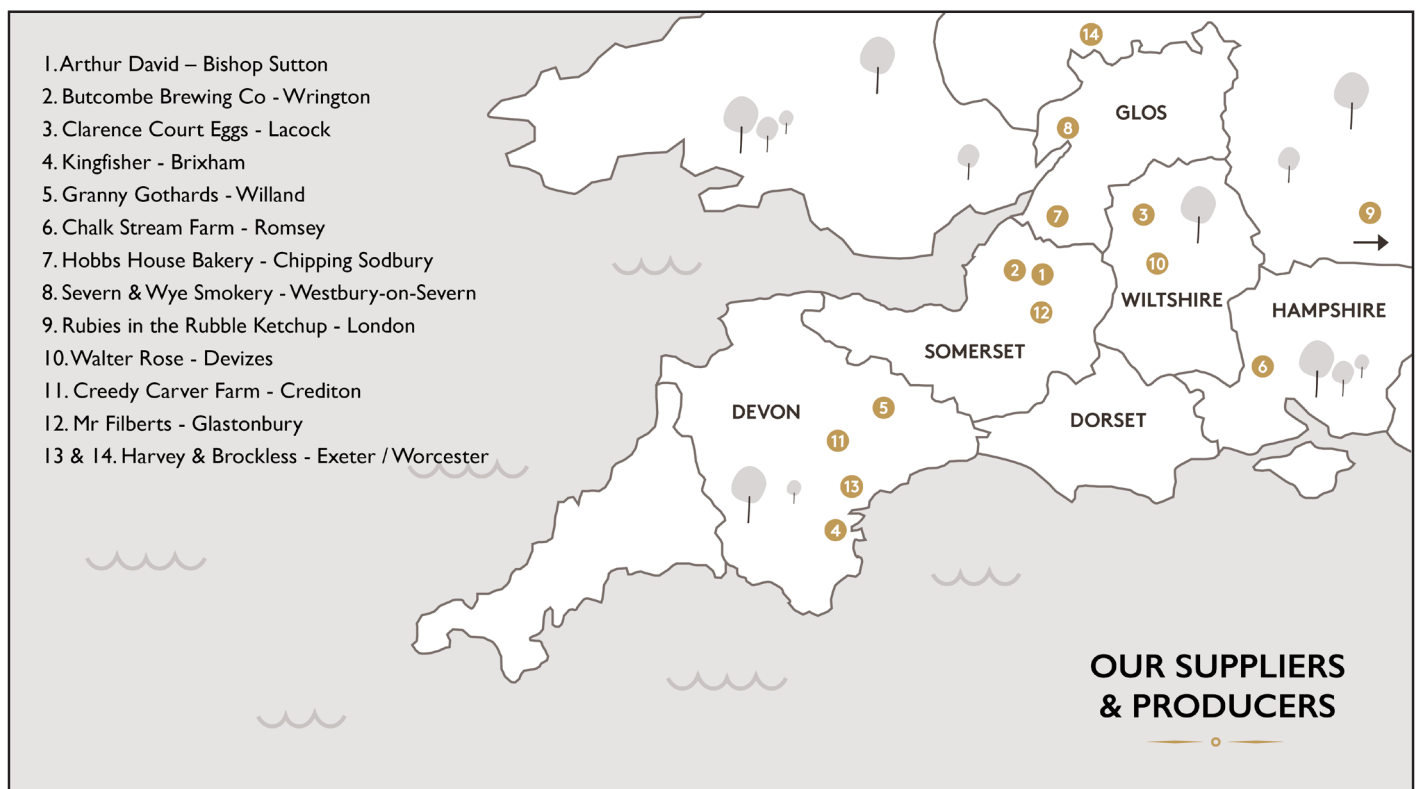 1. Arthur David – Bishop Sutton
2. Butcombe Brewing Co - Wrington
3. Clarence Court Eggs - Lacock
4. Kingfisher - Brixham
5. Granny Gothards - Willand
6. Chalk Stream Farm - Romsey
7. Hobbs House Bakery - Chipping Sodbury
8. Severn & Wye Smokery - Westbury-on-Severn
9. Rubies in the Rubble Ketchup - London
10. Walter Rose - Devizes
11. Creedy Carver Farm - Crediton
12. Mr Filberts - Glastonbury
13 & 14. Harvey & Brockless - Exeter / Worcester
14
GLOS
8
3
9
7
10
2
1
WILTSHIRE
HAMPSHIRE
12
SOMERSET
6
DEVON
5
DORSET
11
13
4
OUR SUPPLIERS
& PRODUCERS